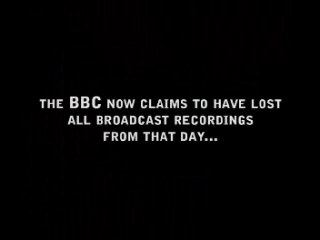 THE BBC NOW CLAIMS TO HAVE LOST
ALL BROADCAST RECORDINGS
FROM THAT DAY...